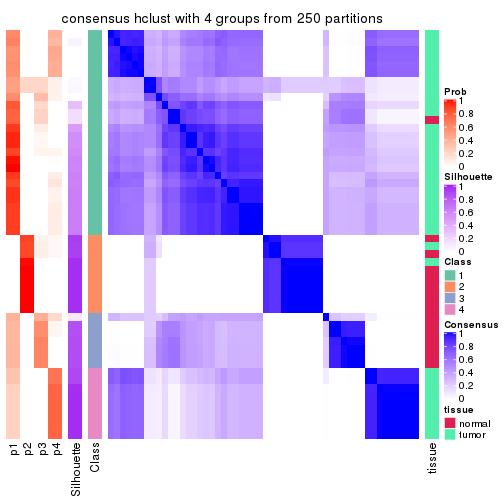 consensus hclust with 4 groups from 250 partitions
Prob
1
0.8
0.6
0.4
0.2
0
Silhouette
1
0.8
0.6
0.4
0.2
0
Class
1
2
3
4
Consensus
1
0.8
0.6
0.4
0.2
0
tissue
normal
tumor
p1
p2
p3
p4
Silhouette
Class
tissue